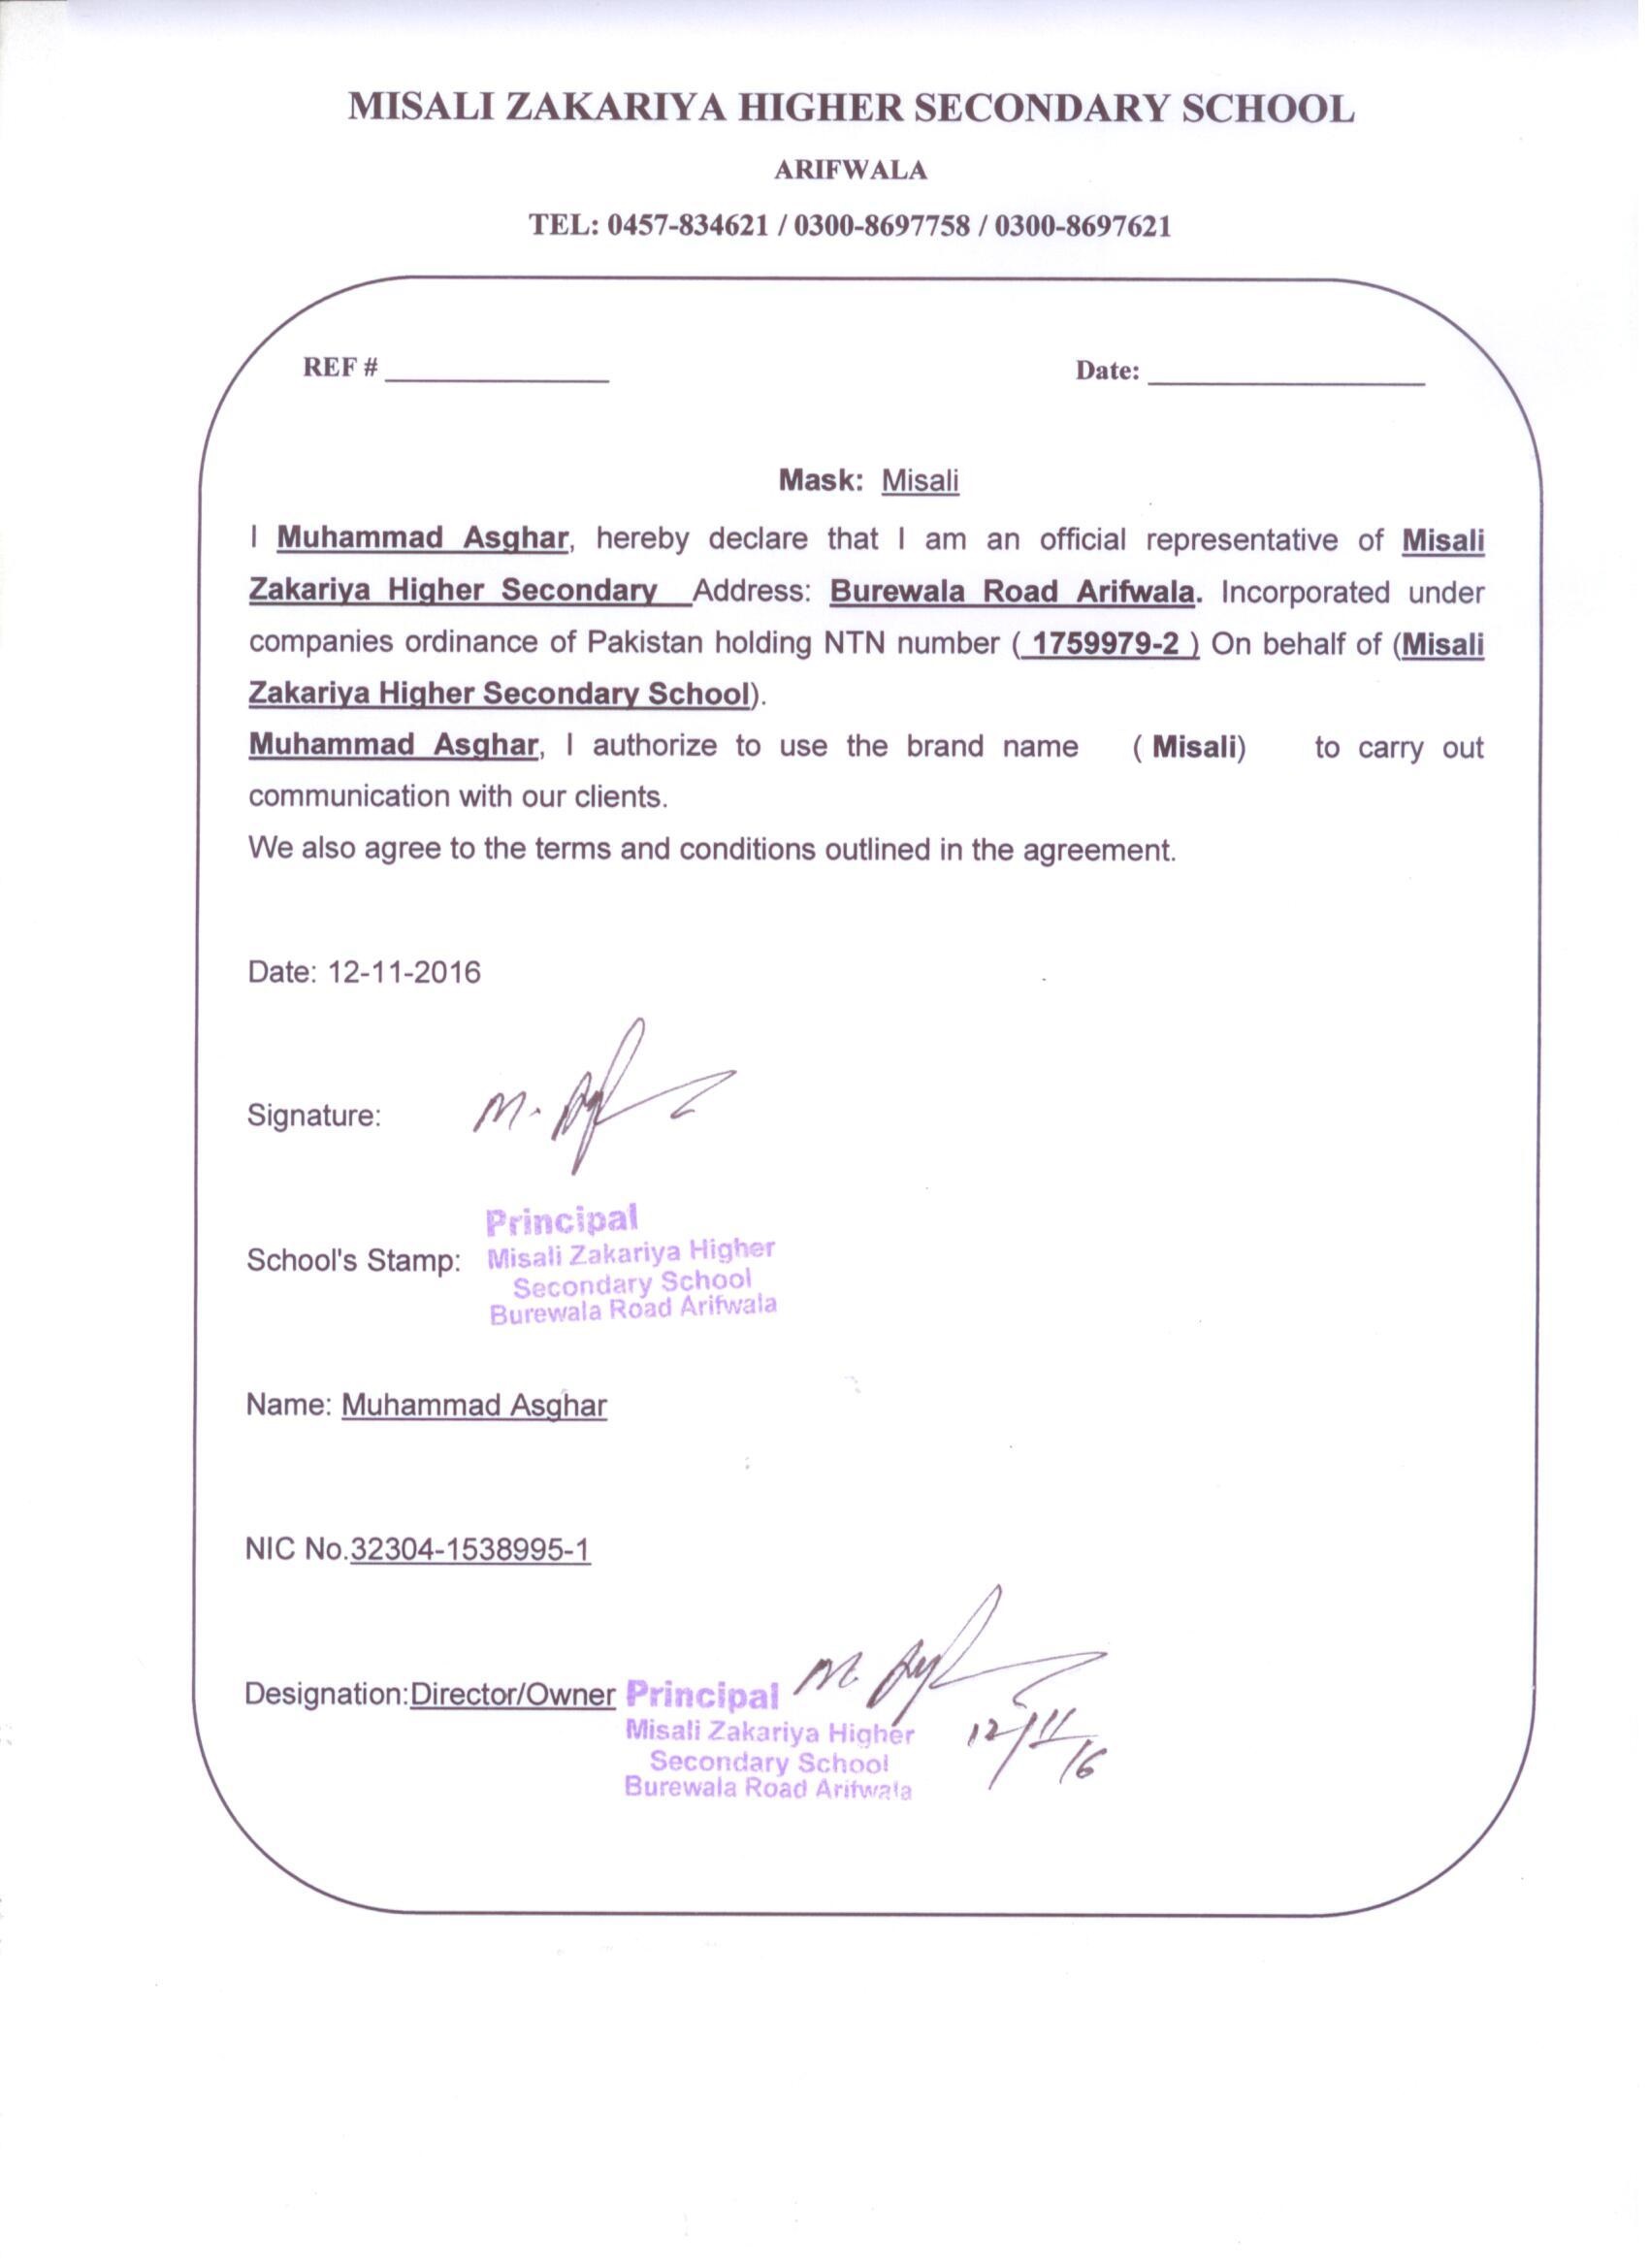 MISALI ZAKARIYA HIGHER SECONDARY SCHOOL
ARIFWALA
TEL: 0457-834621 / 0300-8697758 / 0300-8697621
REF # ______________ Date: ______________
Mask: Misali
I Muhammad Asghar, hereby declare that I am an official representative of Misali
Zakariya Higher Secondary Address: Burewala Road Arifwala. Incorporated under
companies ordinance of Pakistan holding NTN number ( 1759979-2 ) On behalf of (Misali
Zakariya Higher Secondary School).
Muhammad Asghar, I authorize to use the brand name ( Misali) to carry out
communication with our clients.
We also agree to the terms and conditions outlined in the agreement.
Date: 12-11-2016
Signature:
Principal
School's Stamp: Misali Zakariya Higher
Secondary School
Burewala Road Arifwala
Name: Muhammad Asghar
NIC No.32304-1538995-1
Designation:Director/Owner Principal
Misali Zakariya Higher 12/11/16
Secondary School
Burewala Road Arifwala